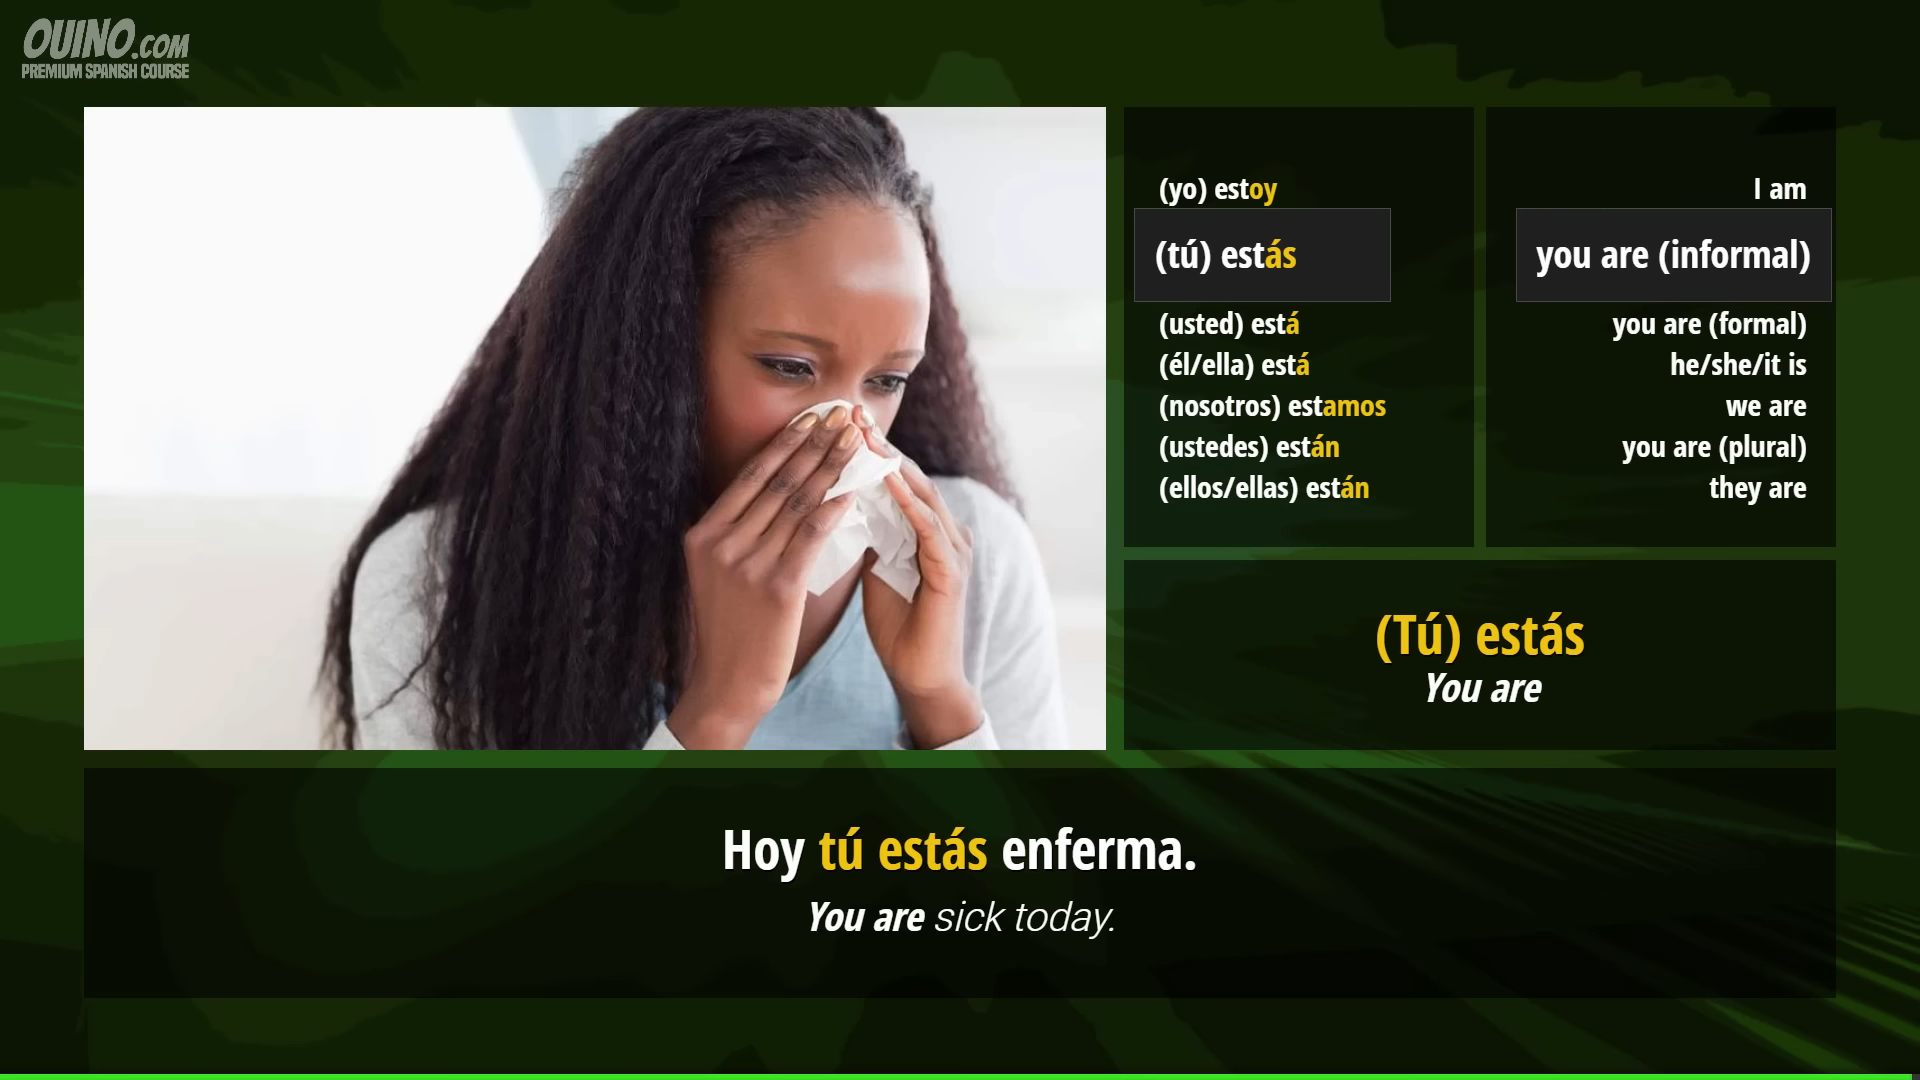 OUINO.COM
PREMIUM SPANISH COURSE
(yo) estoy
(tú) estás
(usted) está
(él/ella) está
(nosotros) estamos
(ustedes) están
(ellos/ellas) están
I am
you are (informal)
you are (formal)
he/she/it is
we are
you are (plural)
they are
(Tú) estás
You are
Hoy tú estás enferma.
You are sick today.